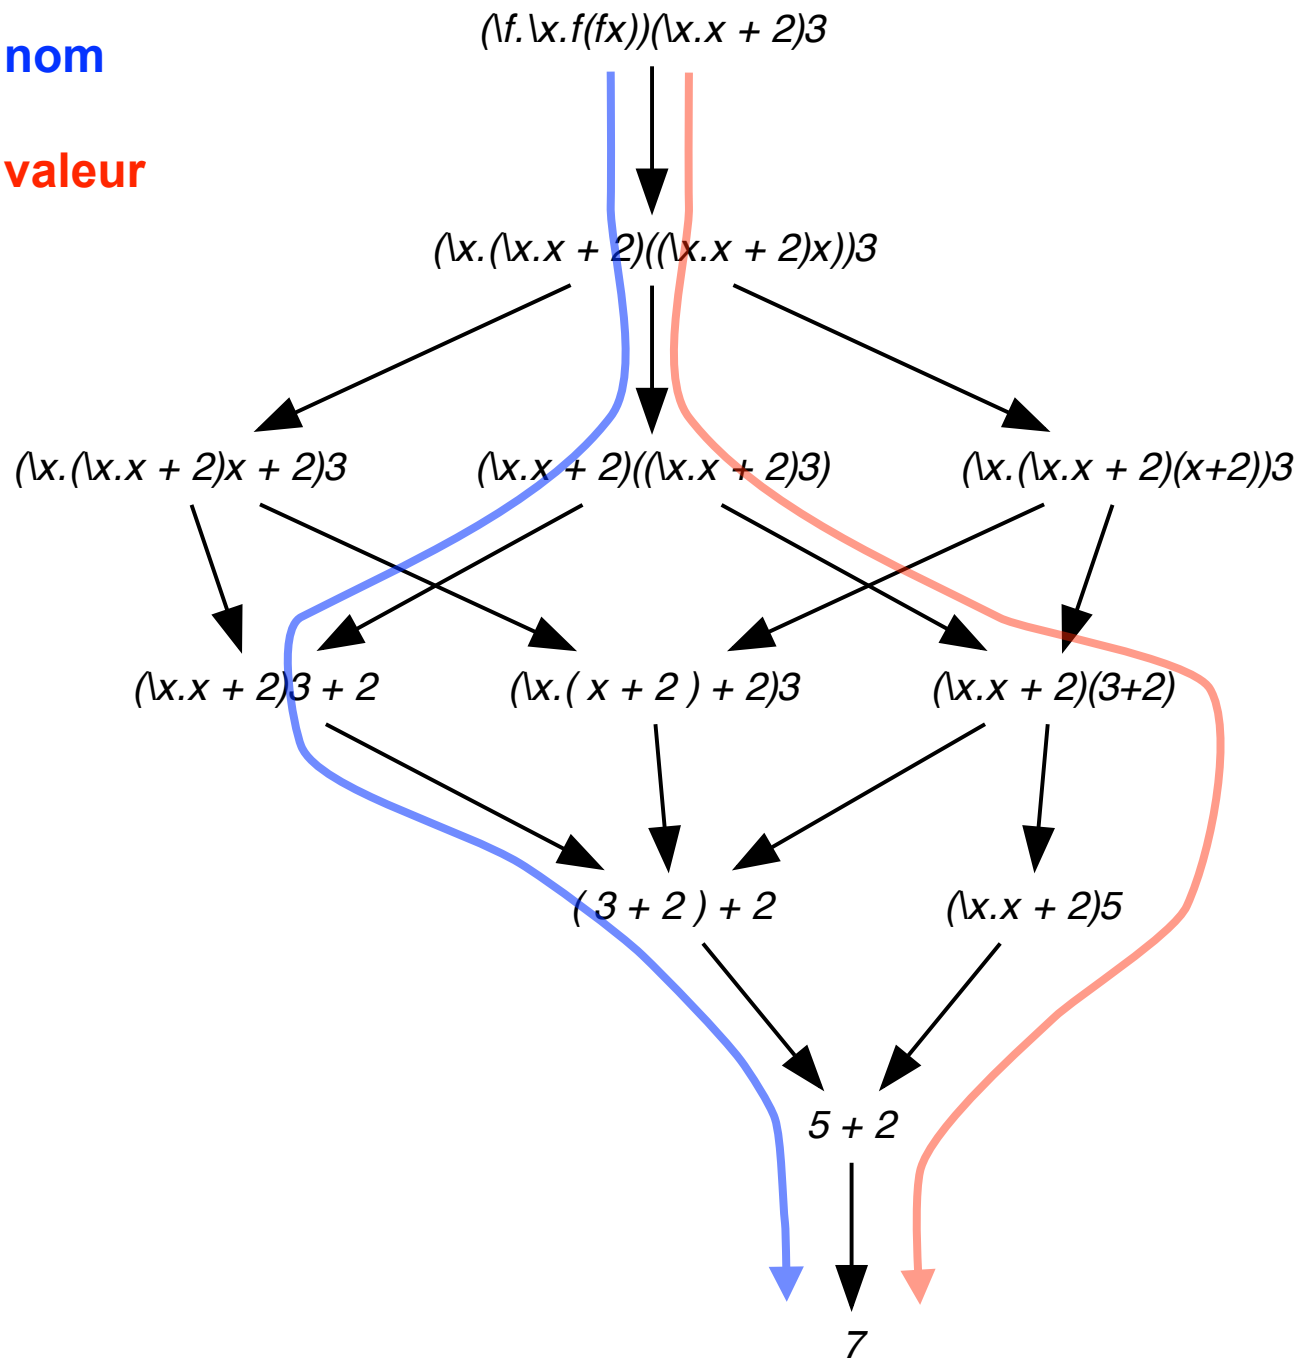 (\f.\x.f(fx))(\x.x + 2)3
nom
valeur
(\x.(\x.x + 2)((\x.x + 2)x))3
(\x.(\x.x + 2)x + 2)3
(\x.x + 2)((\x.x + 2)3)
(\x.(\x.x + 2)(x+2))3
(\x.x + 2)3 + 2
(\x.( x + 2 ) + 2)3
(\x.x + 2)(3+2)
( 3 + 2 ) + 2
(\x.x + 2)5
5 + 2
7